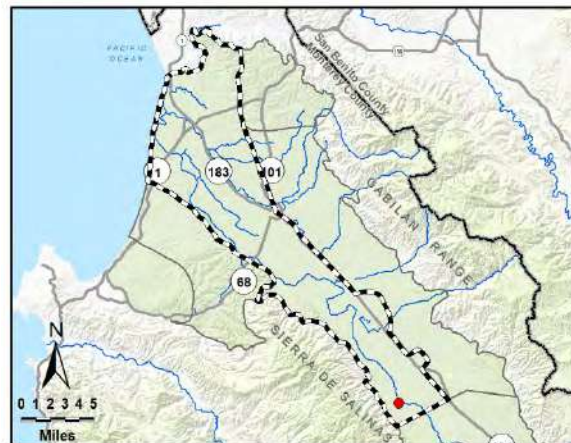 PACIFIC
OCEAN
1
San Benito County
Monterey County
1
183
101
GABILAN RANGE
68
SIERRA DE SALINAS
N
0 1 2 3 4 5
Miles